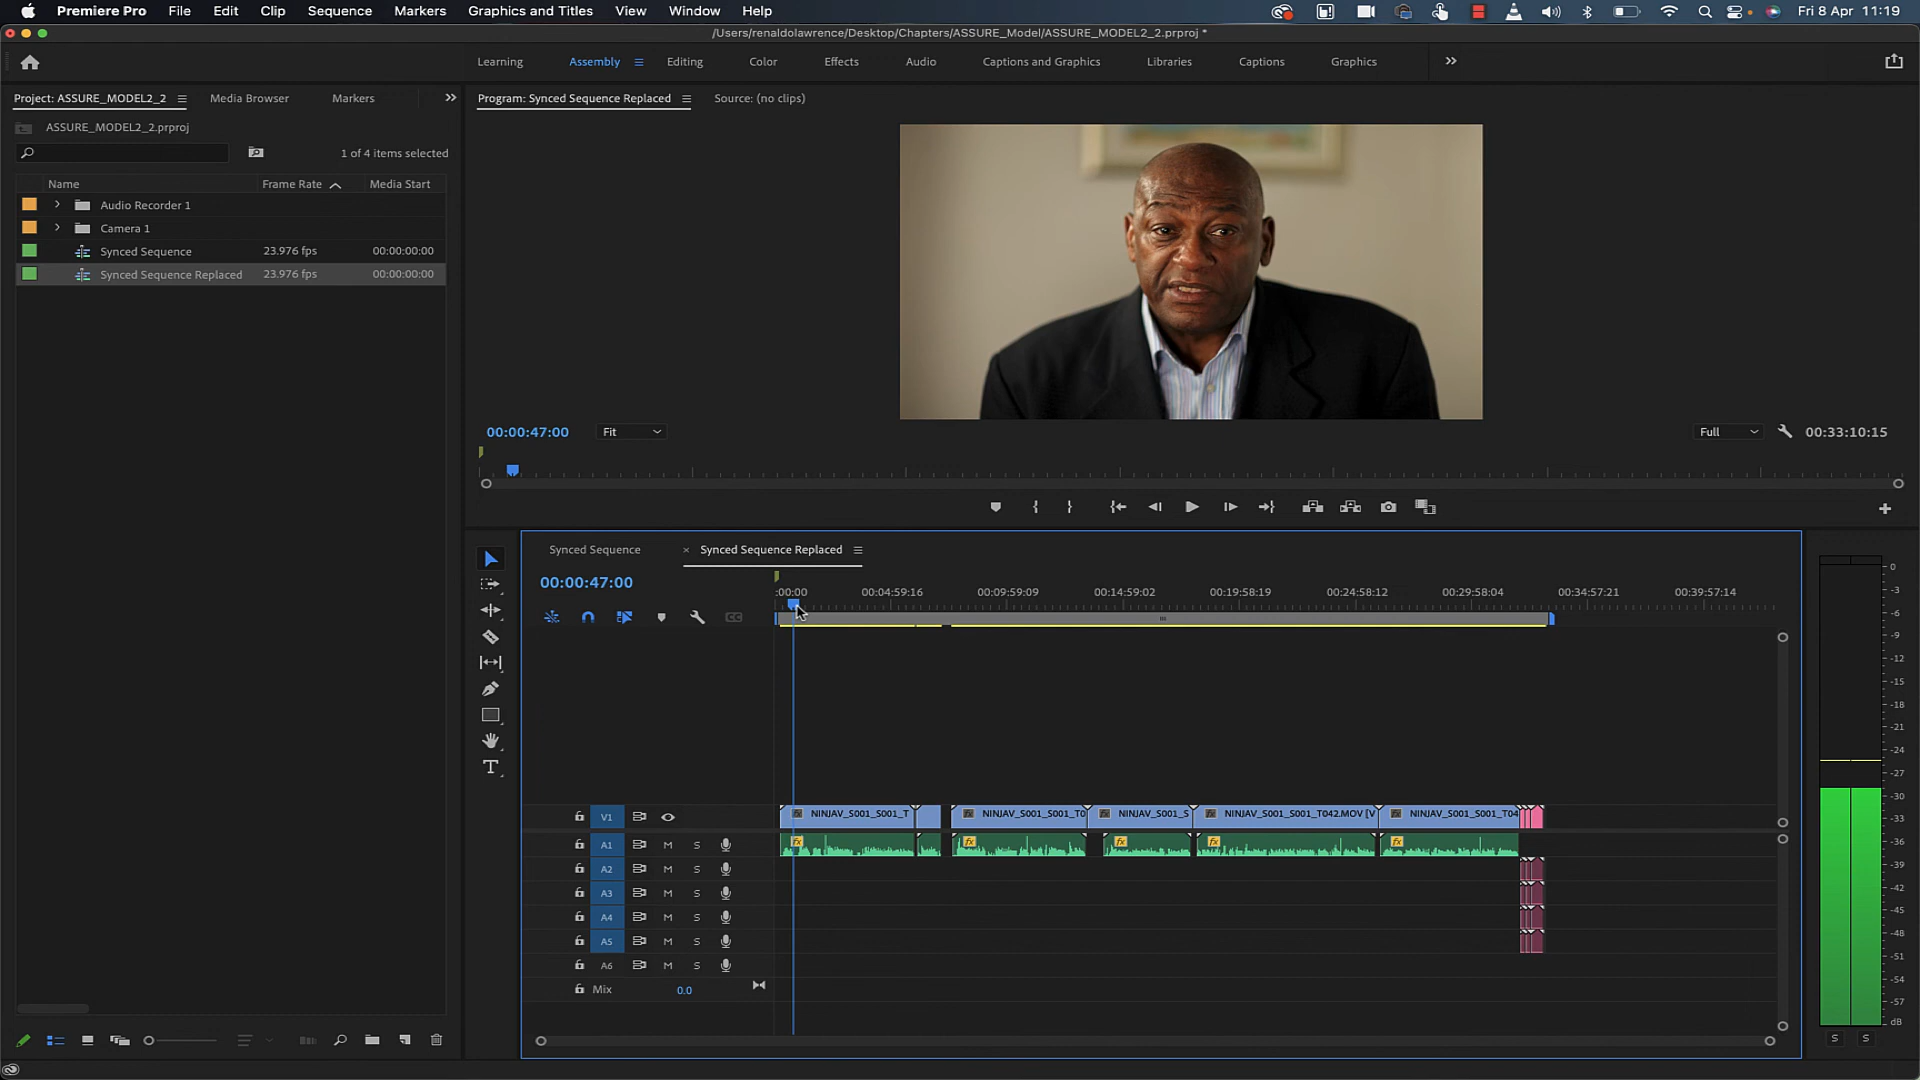 Premiere Pro File Edit Clip Sequence Markers Graphics and Titles View Window Help Fri 8 Apr 11:19
/Users/renaldolawrence/Desktop/Chapters/ASSURE_Model/ASSURE_MODEL2_2.prproj *
Learning Assembly Editing Color Effects Audio Captions and Graphics Libraries Captions Graphics
Project: ASSURE_MODEL2_2 Media Browser Markers
Program: Synced Sequence Replaced Source: (no clips)
ASSURE_MODEL2_2.prproj
1 of 4 items selected
Name Frame Rate Media Start
Audio Recorder 1
Camera 1
Synced Sequence 23.976 fps 00:00:00:00
Synced Sequence Replaced 23.976 fps 00:00:00:00
00:00:47:00 Fit Full 00:33:10:15
Synced Sequence × Synced Sequence Replaced
00:00:47:00
:00:00 00:04:59:16 00:09:59:09 00:14:59:02 00:19:58:19 00:24:58:12 00:29:58:04 00:34:57:21 00:39:57:14
V1 NINJAV_S001_S001_T NINJAV_S001_S001_T0 NINJAV_S001_S NINJAV_S001_S001_T042.MOV [V NINJAV_S001_S001_T04
A1 M S fx fx fx fx fx
A2 M S
A3 M S
A4 M S
A5 M S
A6 M S
Mix 0.0
0
-3
-6
-9
-12
-15
-18
-21
-24
-27
-30
-33
-36
-39
-42
-45
-48
-51
-54
-57
dB
S S